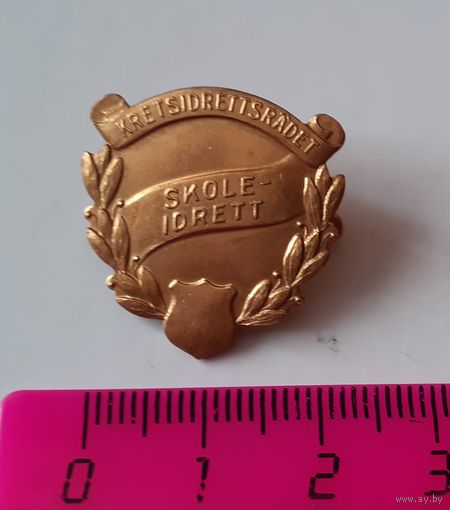 KRETSIDRETTSRÅDET
SKOLE-
IDRETT
0 1 2 3
www.ay.by